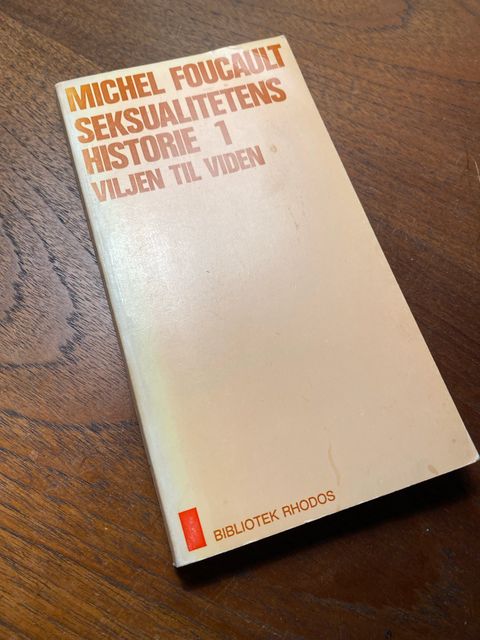 MICHEL FOUCAULT
SEKSUALITETENS
HISTORIE 1
VILJEN TIL VIDEN
BIBLIOTEK RHODOS